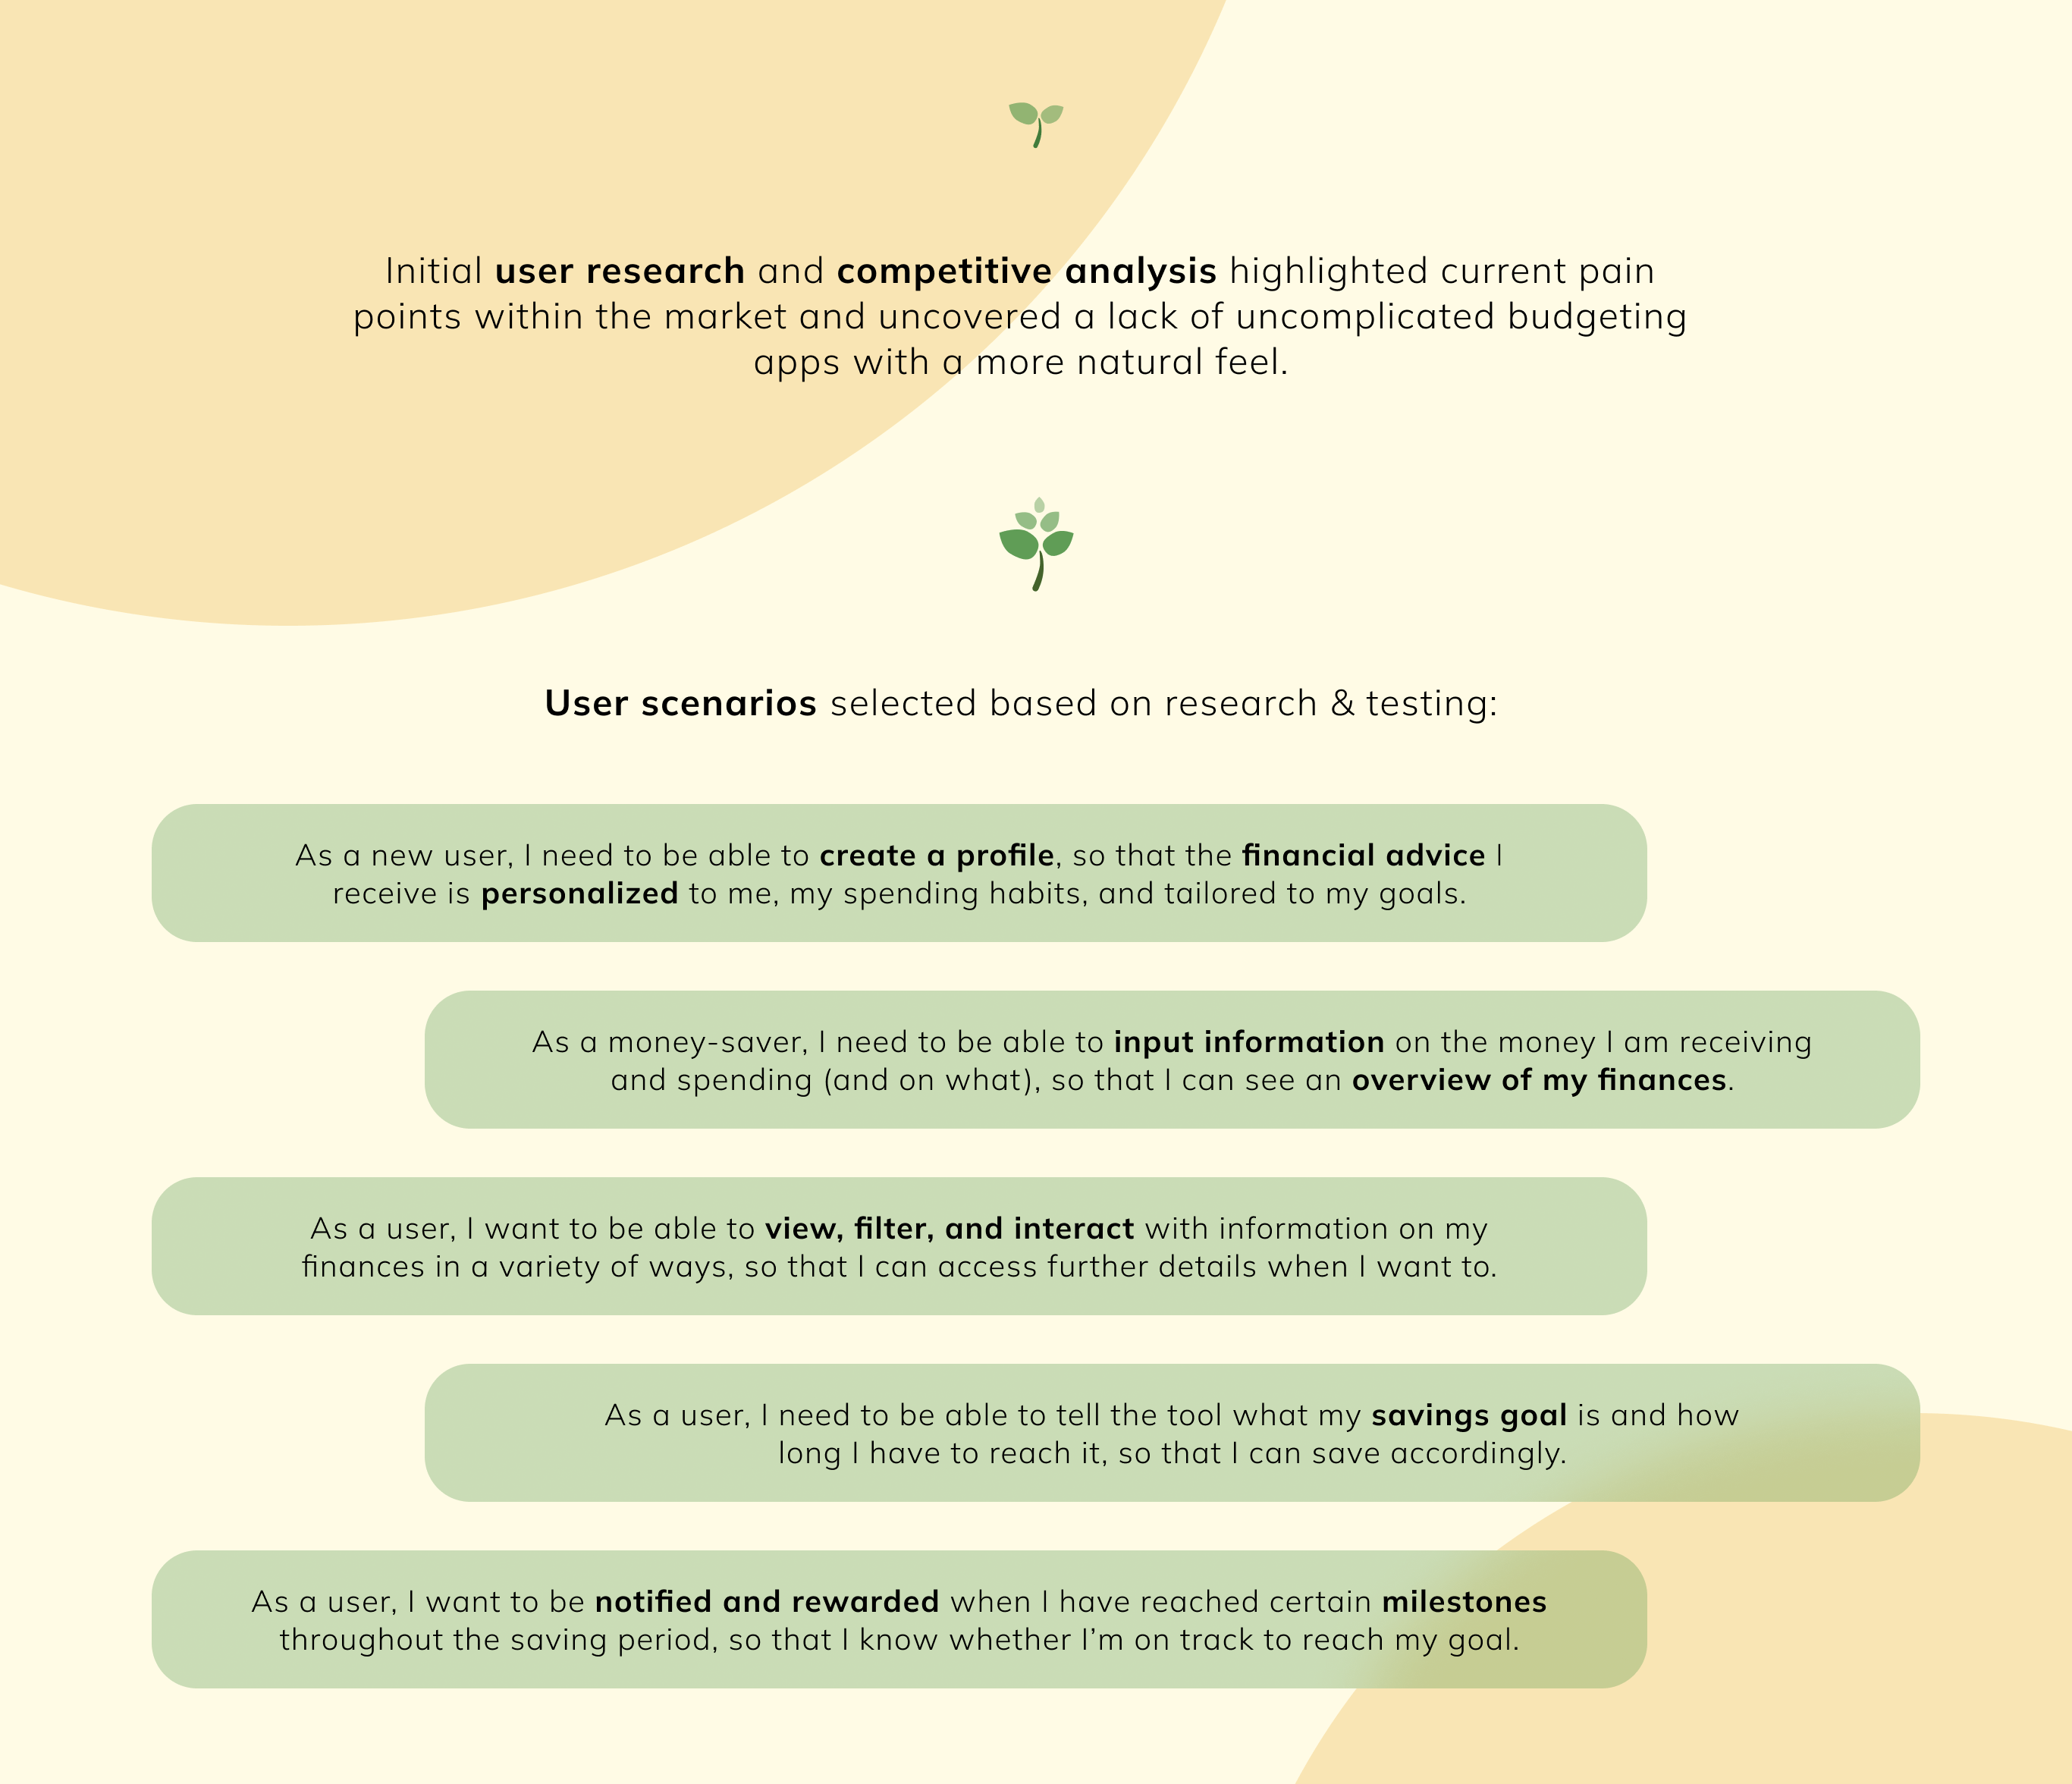 Initial user research and competitive analysis highlighted current pain
points within the market and uncovered a lack of uncomplicated budgeting
apps with a more natural feel.
User scenarios selected based on research & testing:
As a new user, I need to be able to create a profile, so that the financial advice I
receive is personalized to me, my spending habits, and tailored to my goals.
As a money-saver, I need to be able to input information on the money I am receiving
and spending (and on what), so that I can see an overview of my finances.
As a user, I want to be able to view, filter, and interact with information on my
finances in a variety of ways, so that I can access further details when I want to.
As a user, I need to be able to tell the tool what my savings goal is and how
long I have to reach it, so that I can save accordingly.
As a user, I want to be notified and rewarded when I have reached certain milestones
throughout the saving period, so that I know whether I’m on track to reach my goal.